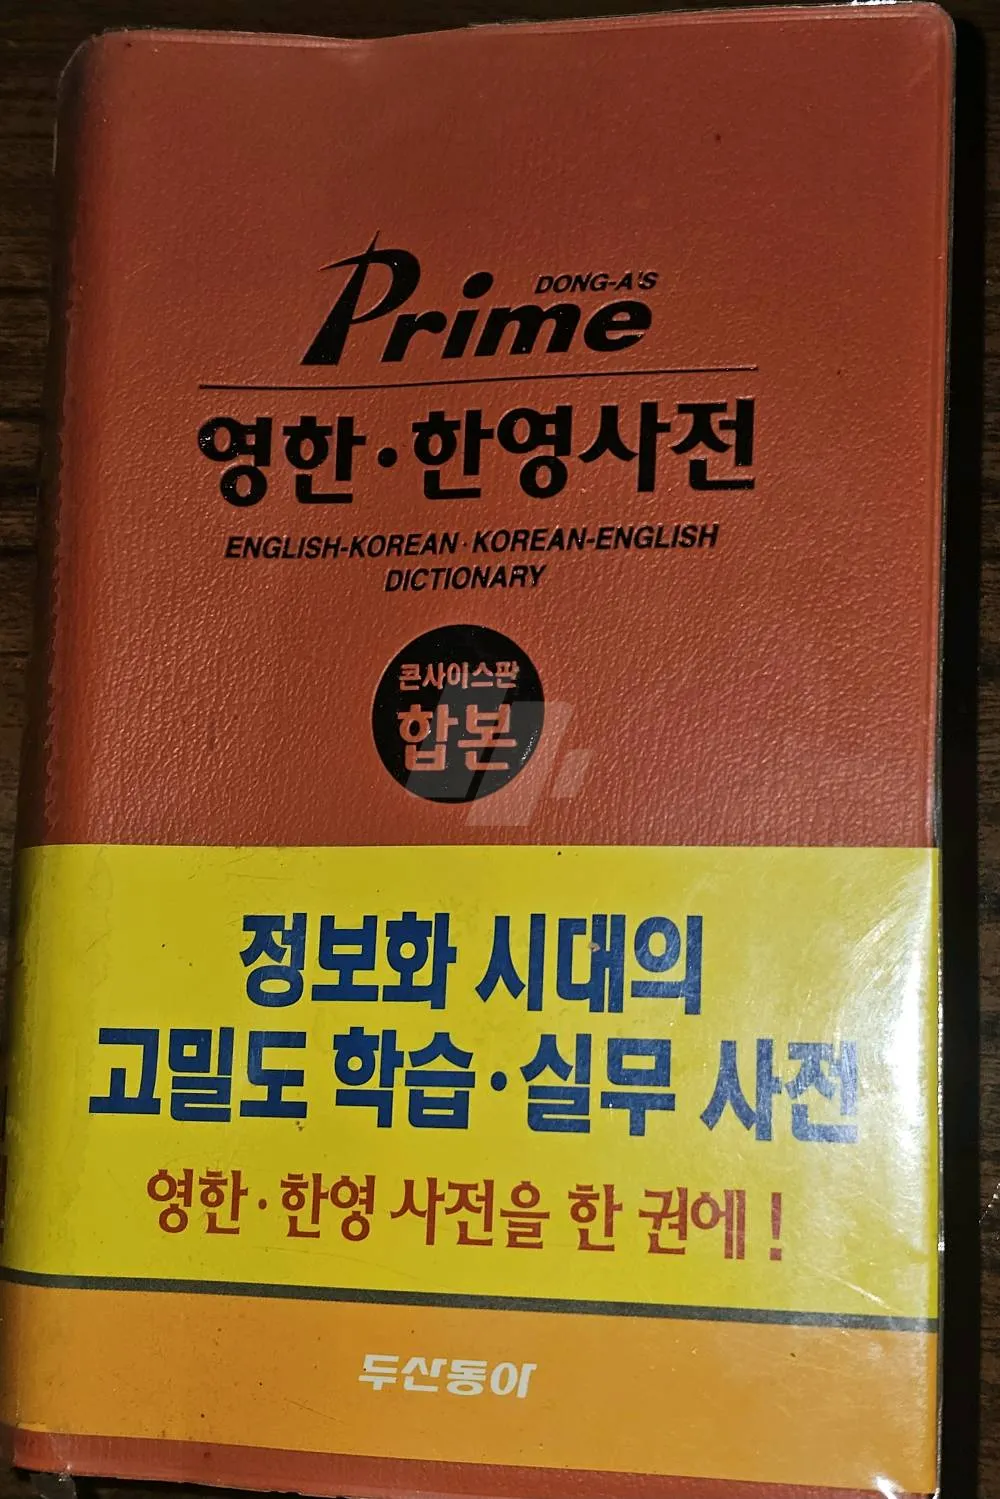 DONG-A'S
Prime
영한·한영사전
ENGLISH-KOREAN·KOREAN-ENGLISH
DICTIONARY
콘사이스판
합본
정보화 시대의
고밀도 학습·실무 사전
영한·한영 사전을 한 권에!
두산동아